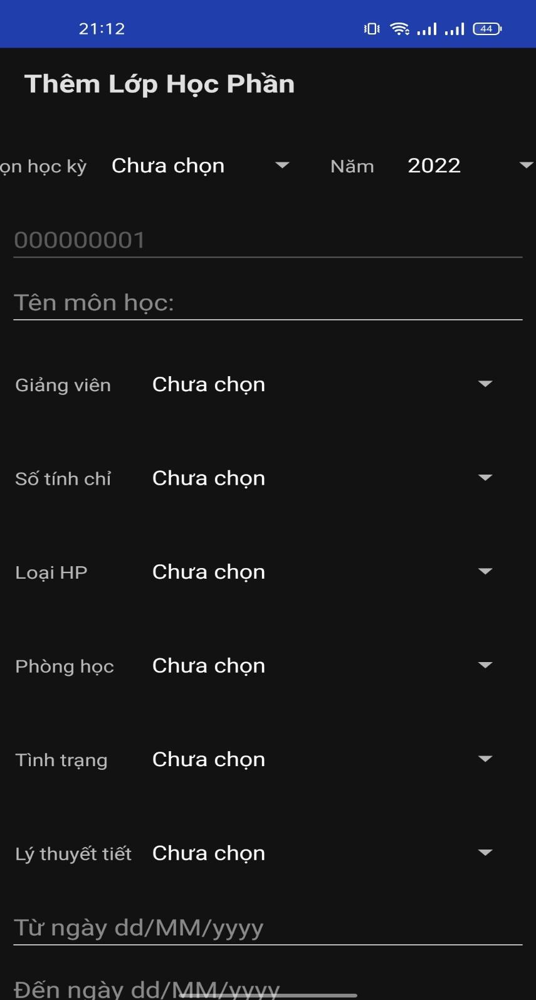 21:12
44
Thêm Lớp Học Phần
ọn học kỳ Chưa chọn Năm 2022
000000001
Tên môn học:
Giảng viên Chưa chọn
Số tính chỉ Chưa chọn
Loại HP Chưa chọn
Phòng học Chưa chọn
Tình trạng Chưa chọn
Lý thuyết tiết Chưa chọn
Từ ngày dd/MM/yyyy
Đến ngày dd/MM/yyyy